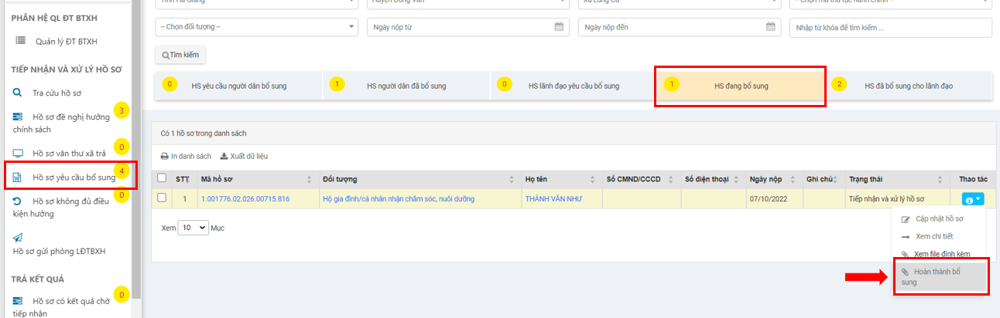 PHÂN HỆ QL ĐT BTXH
Quản lý ĐT BTXH
TIẾP NHẬN VÀ XỬ LÝ HỒ SƠ
Tra cứu hồ sơ
Hồ sơ đề nghị hưởng 3
chính sách
Hồ sơ văn thư xã trả 0
Hồ sơ yêu cầu bổ sung 4
Hồ sơ không đủ điều 0
kiện hưởng
Hồ sơ gửi phòng LĐTBXH
TRẢ KẾT QUẢ
Hồ sơ có kết quả chờ 0
tiếp nhận
Tỉnh Hà Giang Huyện Đồng Văn Xã Lũng Cú -- Chọn mã thủ tục hành chính --
-- Chọn đối tượng -- Ngày nộp từ Ngày nộp đến Nhập từ khóa để tìm kiếm ...
Tìm kiếm
0 HS yêu cầu người dân bổ sung 1 HS người dân đã bổ sung 0 HS lãnh đạo yêu cầu bổ sung 1 HS đang bổ sung 2 HS đã bổ sung cho lãnh đạo
Có 1 hồ sơ trong danh sách
In danh sách Xuất dữ liệu
STT Mã hồ sơ Đối tượng Họ tên Số CMND/CCCD Số điện thoại Ngày nộp Ghi chú Trạng thái Thao tác
1 1.001776.02.026.00715.816 Hộ gia đình/cá nhân nhận chăm sóc, nuôi dưỡng THÀNH VĂN NHƯ 07/10/2022 Tiếp nhận và xử lý hồ sơ
Xem 10 Mục
Cập nhật hồ sơ
Xem chi tiết
Xem file đính kèm
Hoàn thành bổ
sung